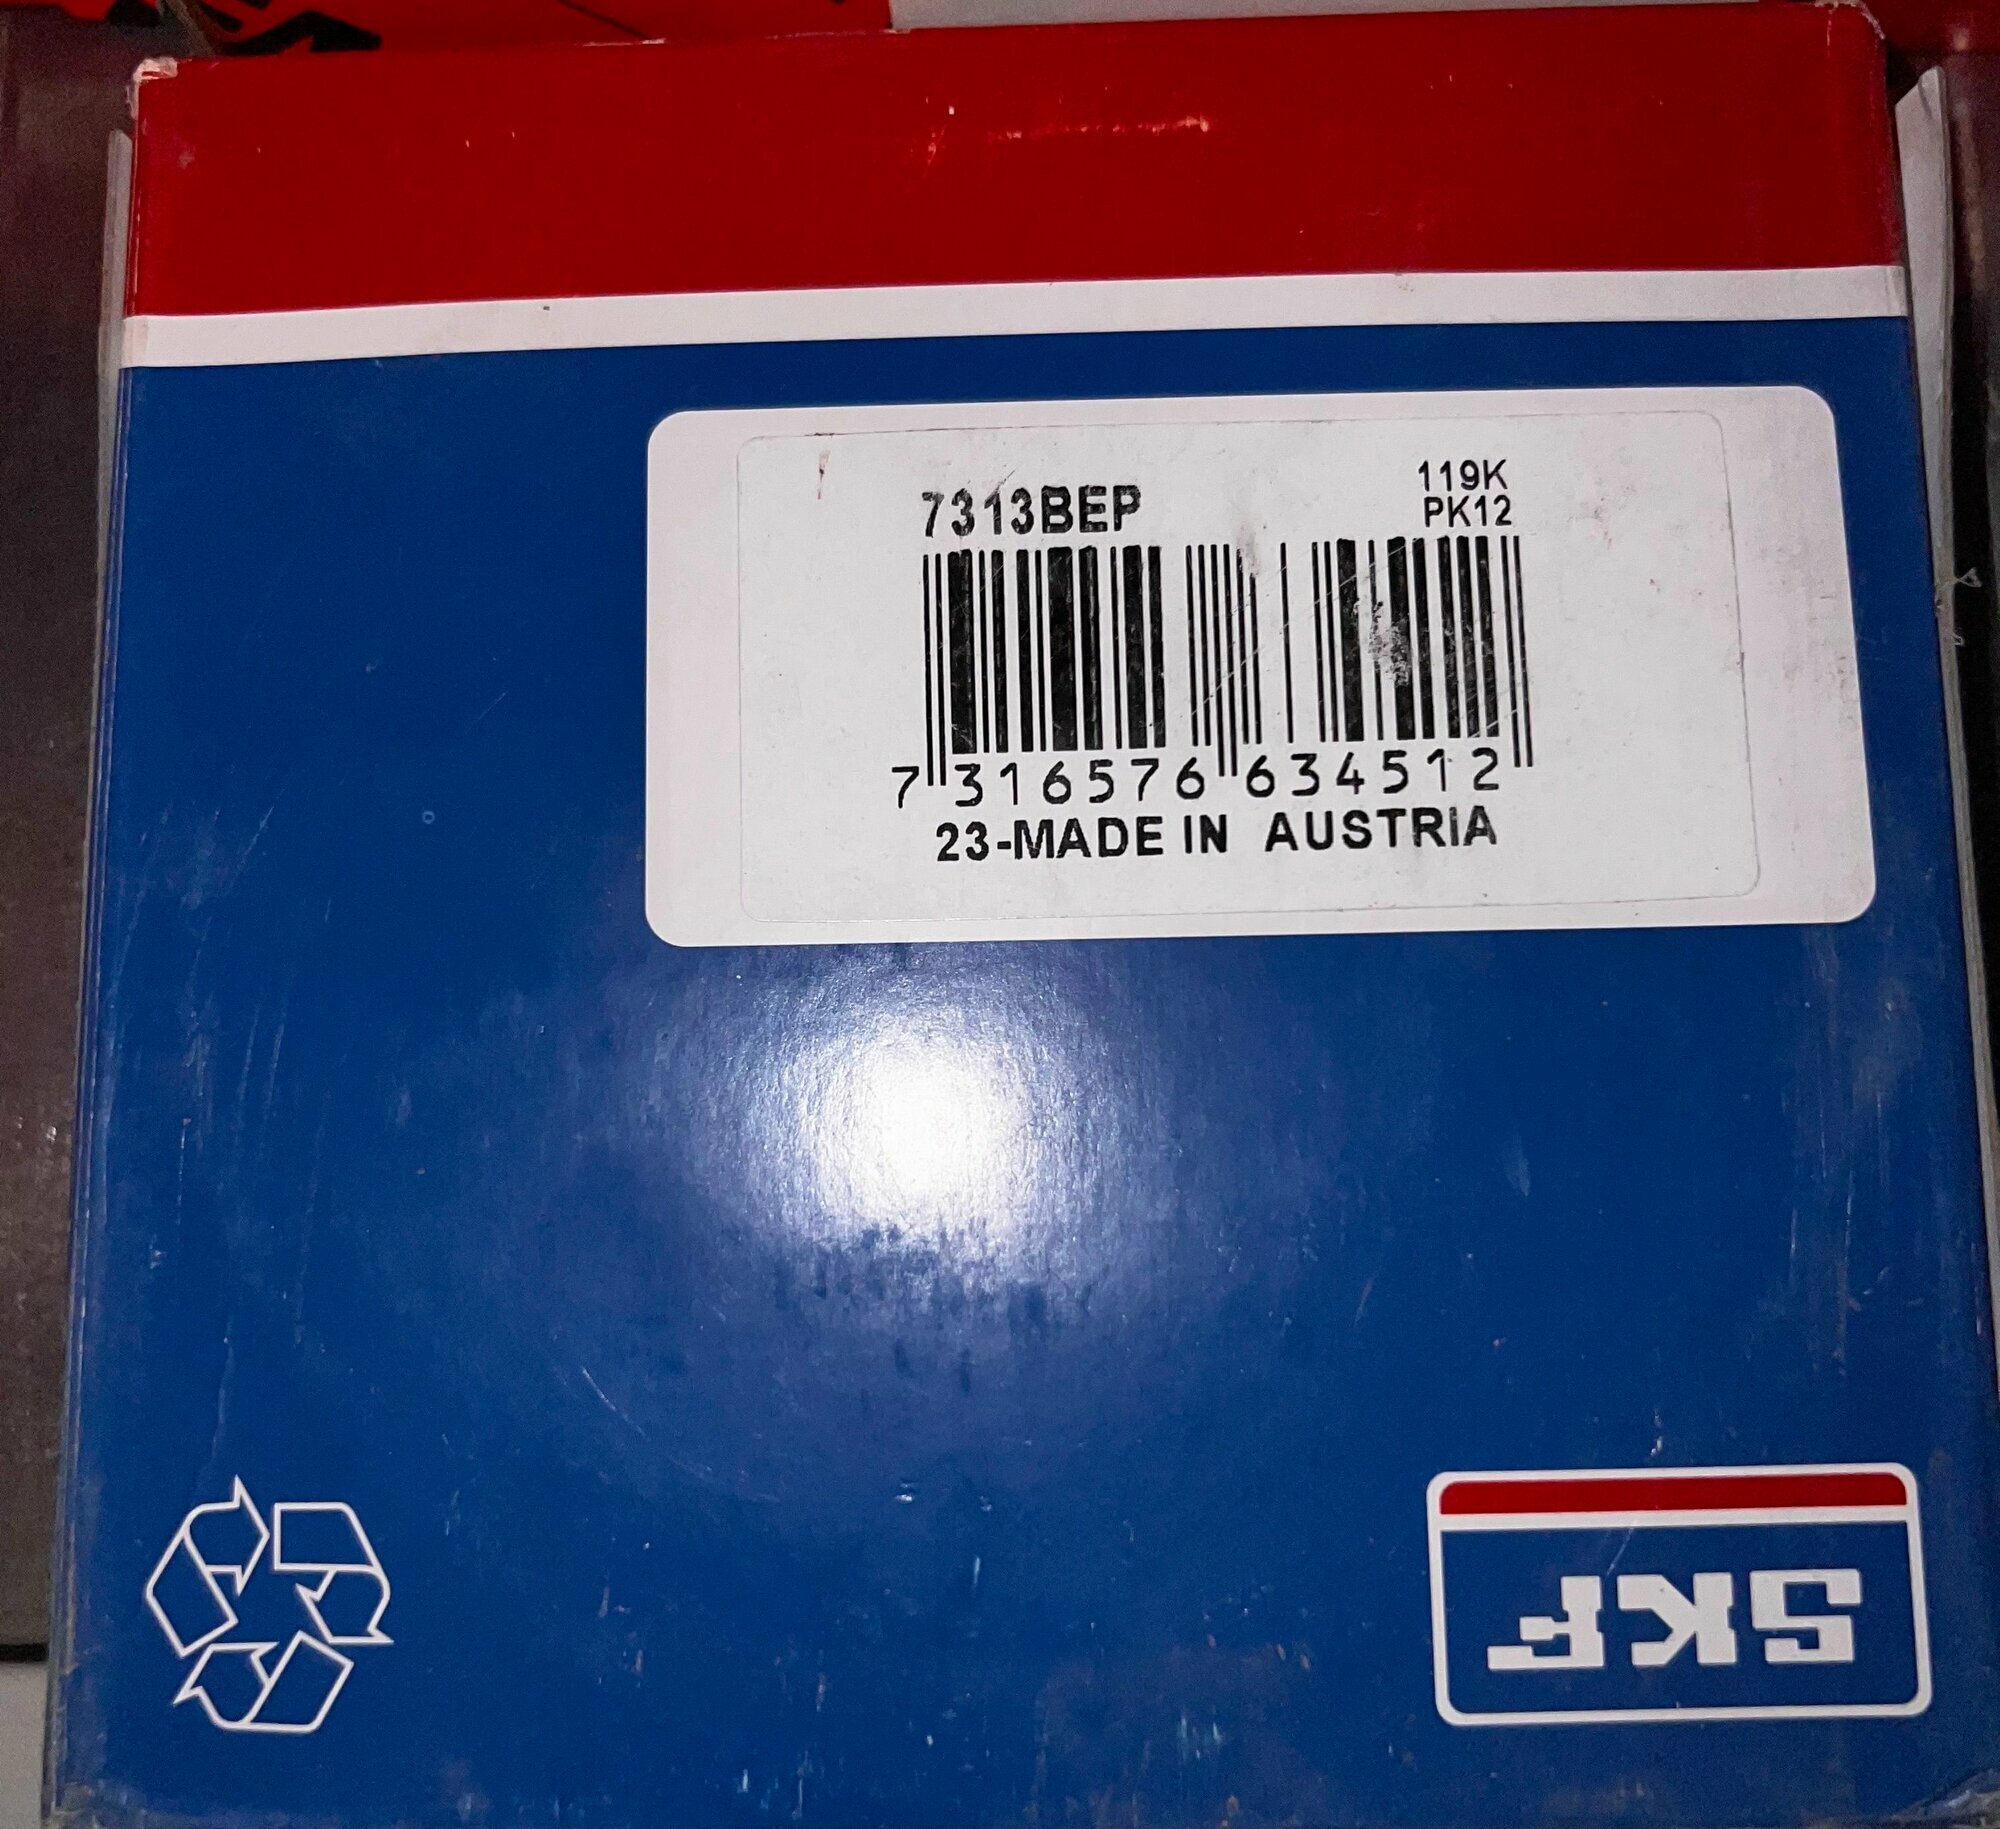 7313BEP
119K
PK12
7 316576 634512
23-MADE IN AUSTRIA
SKF